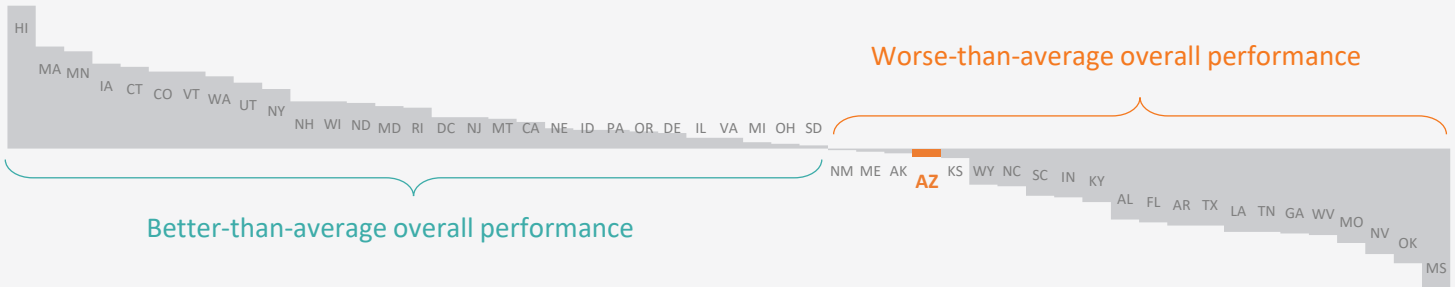 HI
MA MN IA CT CO VT WA UT NY NH WI ND MD RI DC NJ MT CA NE ID PA OR DE IL VA MI OH SD
Worse-than-average overall performance
NM ME AK AZ KS WY NC SC IN KY AL FL AR TX LA TN GA WV MO NV OK MS
Better-than-average overall performance